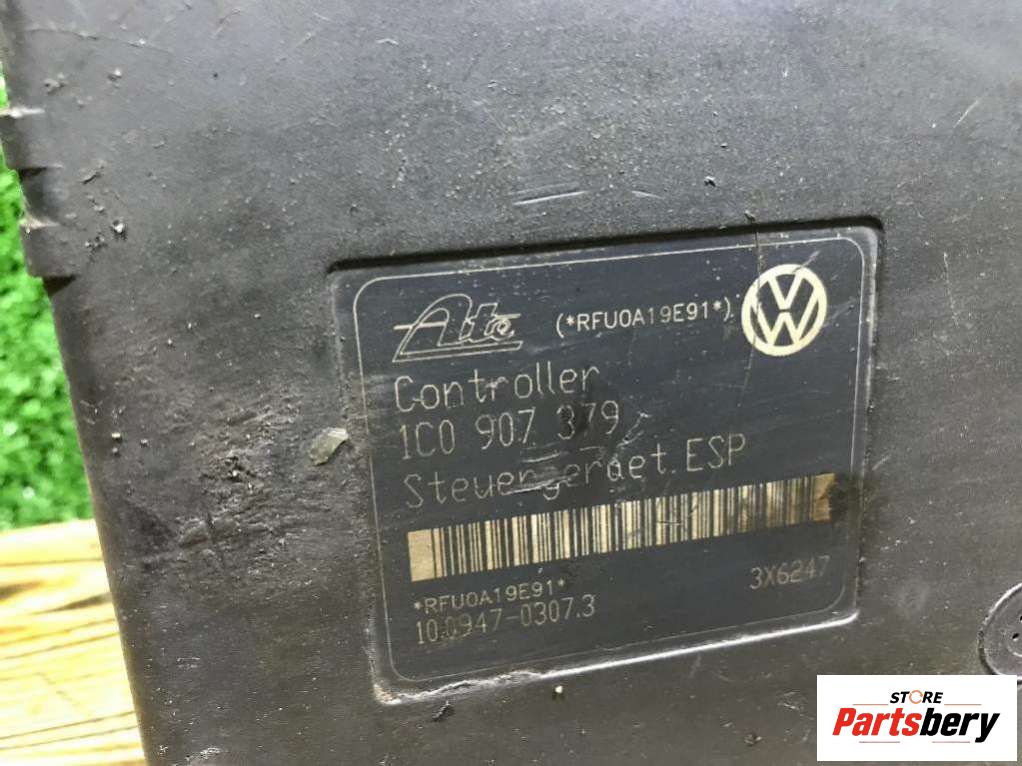 Ate (*RFU0A19E91*)
Controller
1C0 907 379
Steuergeraet ESP
*RFU0A19E91*
3X6247
10.0947-0307.3
STORE
Partsbery